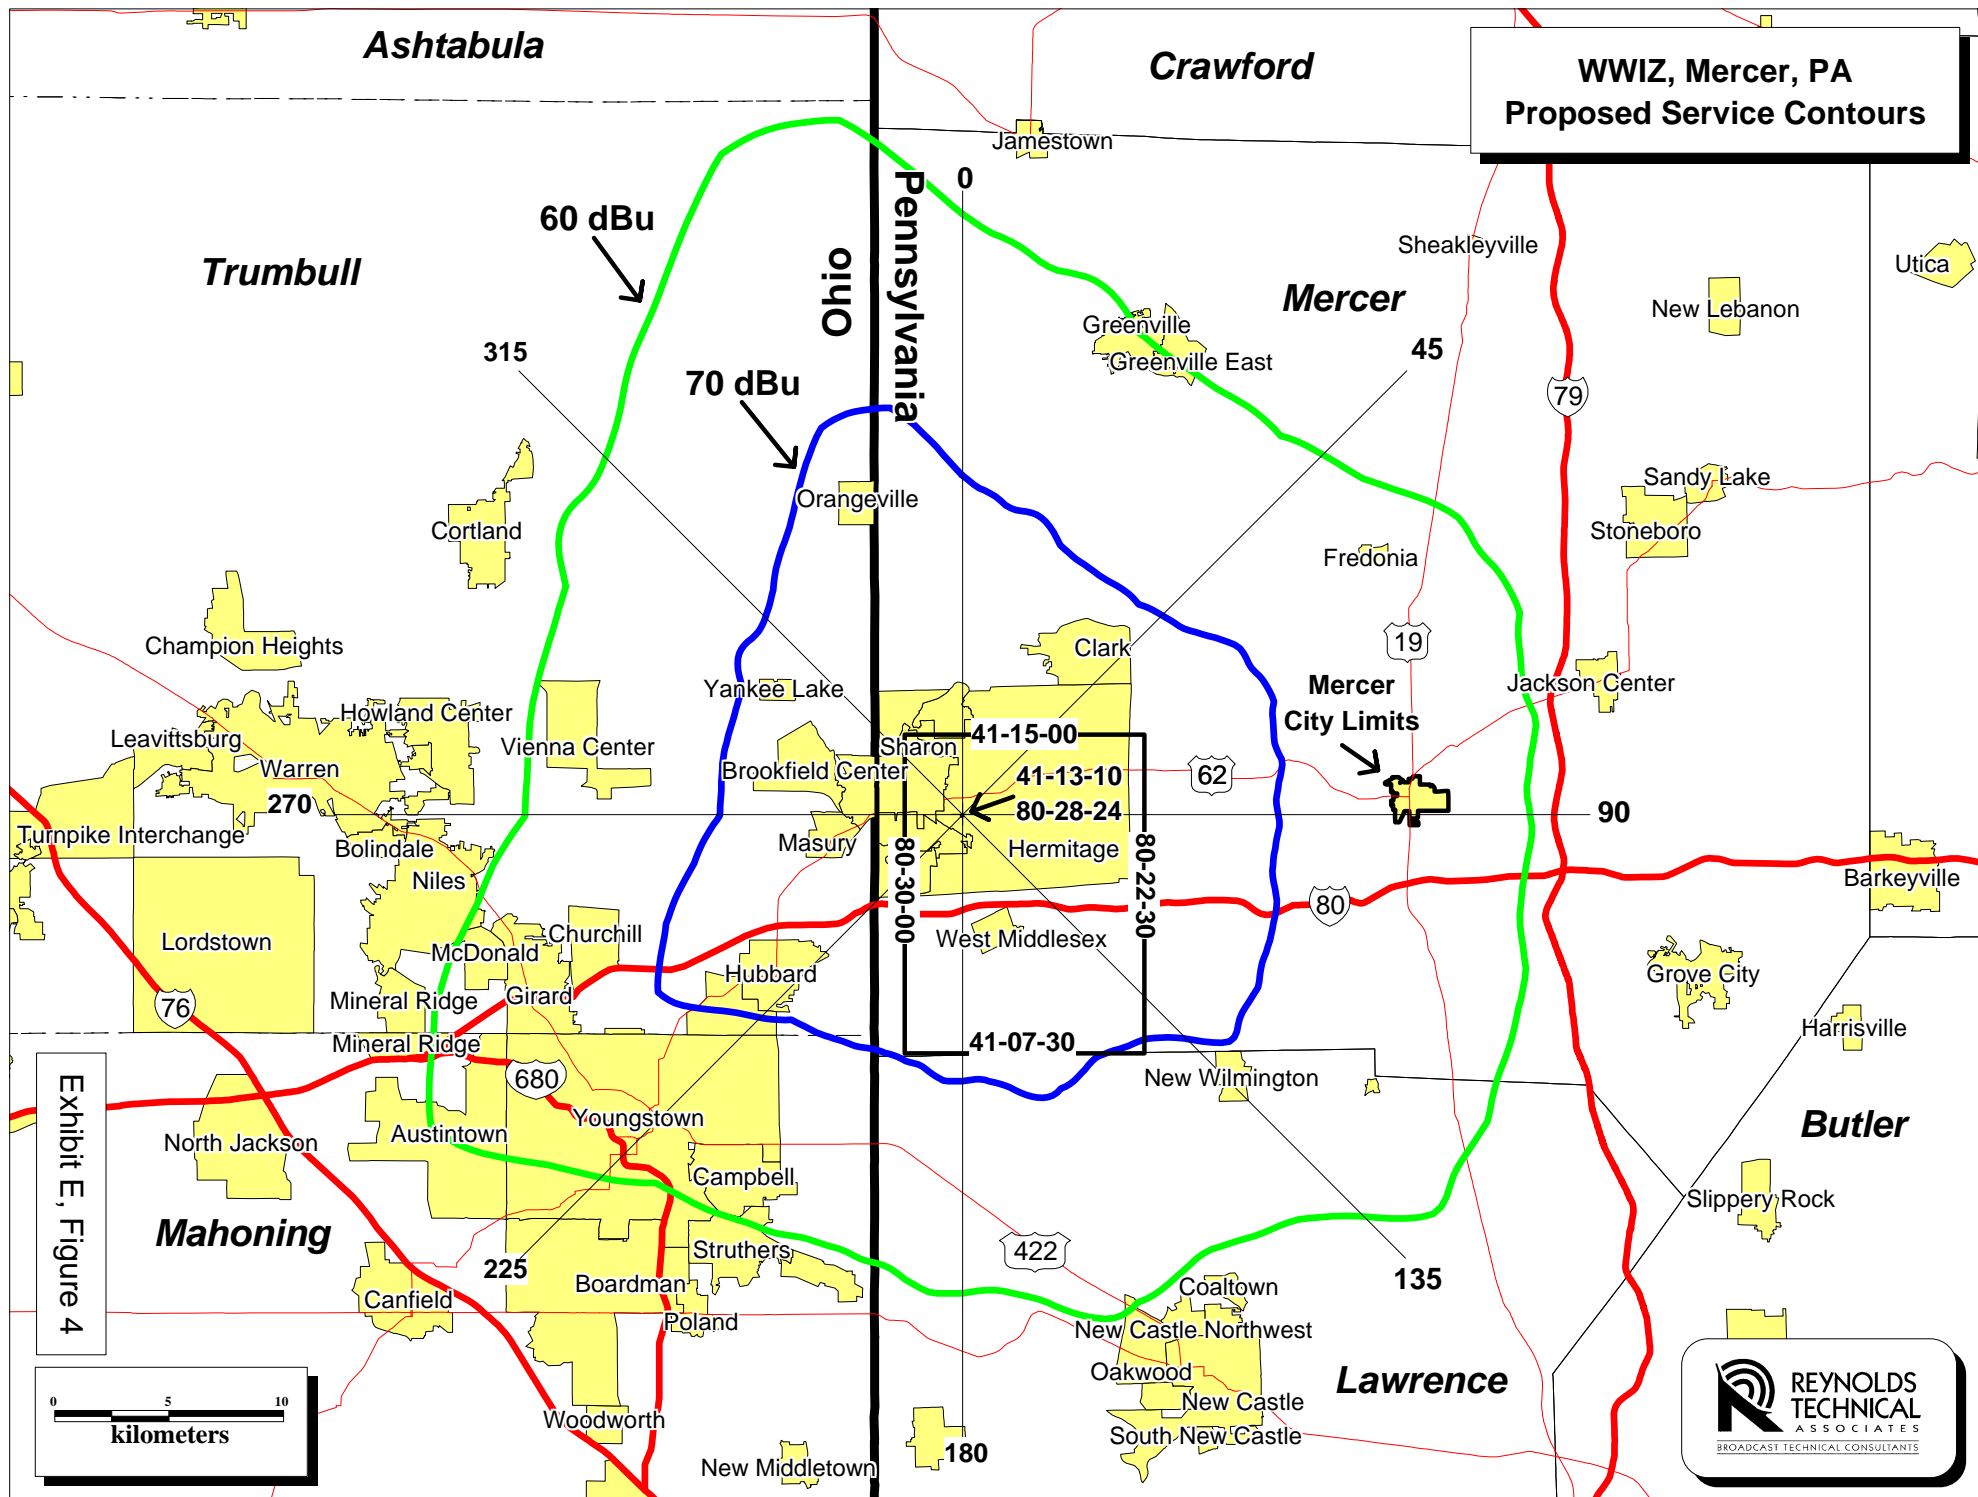 WWIZ, Mercer, PA
Proposed Service Contours
Ashtabula
Crawford
Jamestown
0
60 dBu
Pennsylvania
Ohio
Sheakleyville
Utica
Trumbull
Mercer
New Lebanon
Greenville
Greenville East
315
45
70 dBu
79
Sandy Lake
Orangeville
Cortland
Stoneboro
Fredonia
Champion Heights
Clark
19
Yankee Lake
Mercer
City Limits
Jackson Center
Howland Center
Leavittsburg
Vienna Center
Sharon
41-15-00
Warren
Brookfield Center
41-13-10
62
270
80-28-24
90
Turnpike Interchange
Bolindale
Masury
Hermitage
80-30-00
80-22-30
Niles
Barkeyville
80
Lordstown
McDonald
Churchill
West Middlesex
Hubbard
Grove City
Mineral Ridge
Girard
76
Harrisville
Mineral Ridge
41-07-30
680
New Wilmington
Youngstown
Austintown
North Jackson
Butler
Campbell
Slippery Rock
Mahoning
Struthers
422
225
135
Boardman
Coaltown
Canfield
Poland
New Castle Northwest
Oakwood
Lawrence
New Castle
South New Castle
Woodworth
New Middletown
180
Exhibit E, Figure 4
0 5 10
kilometers
REYNOLDS
TECHNICAL
ASSOCIATES
BROADCAST TECHNICAL CONSULTANTS